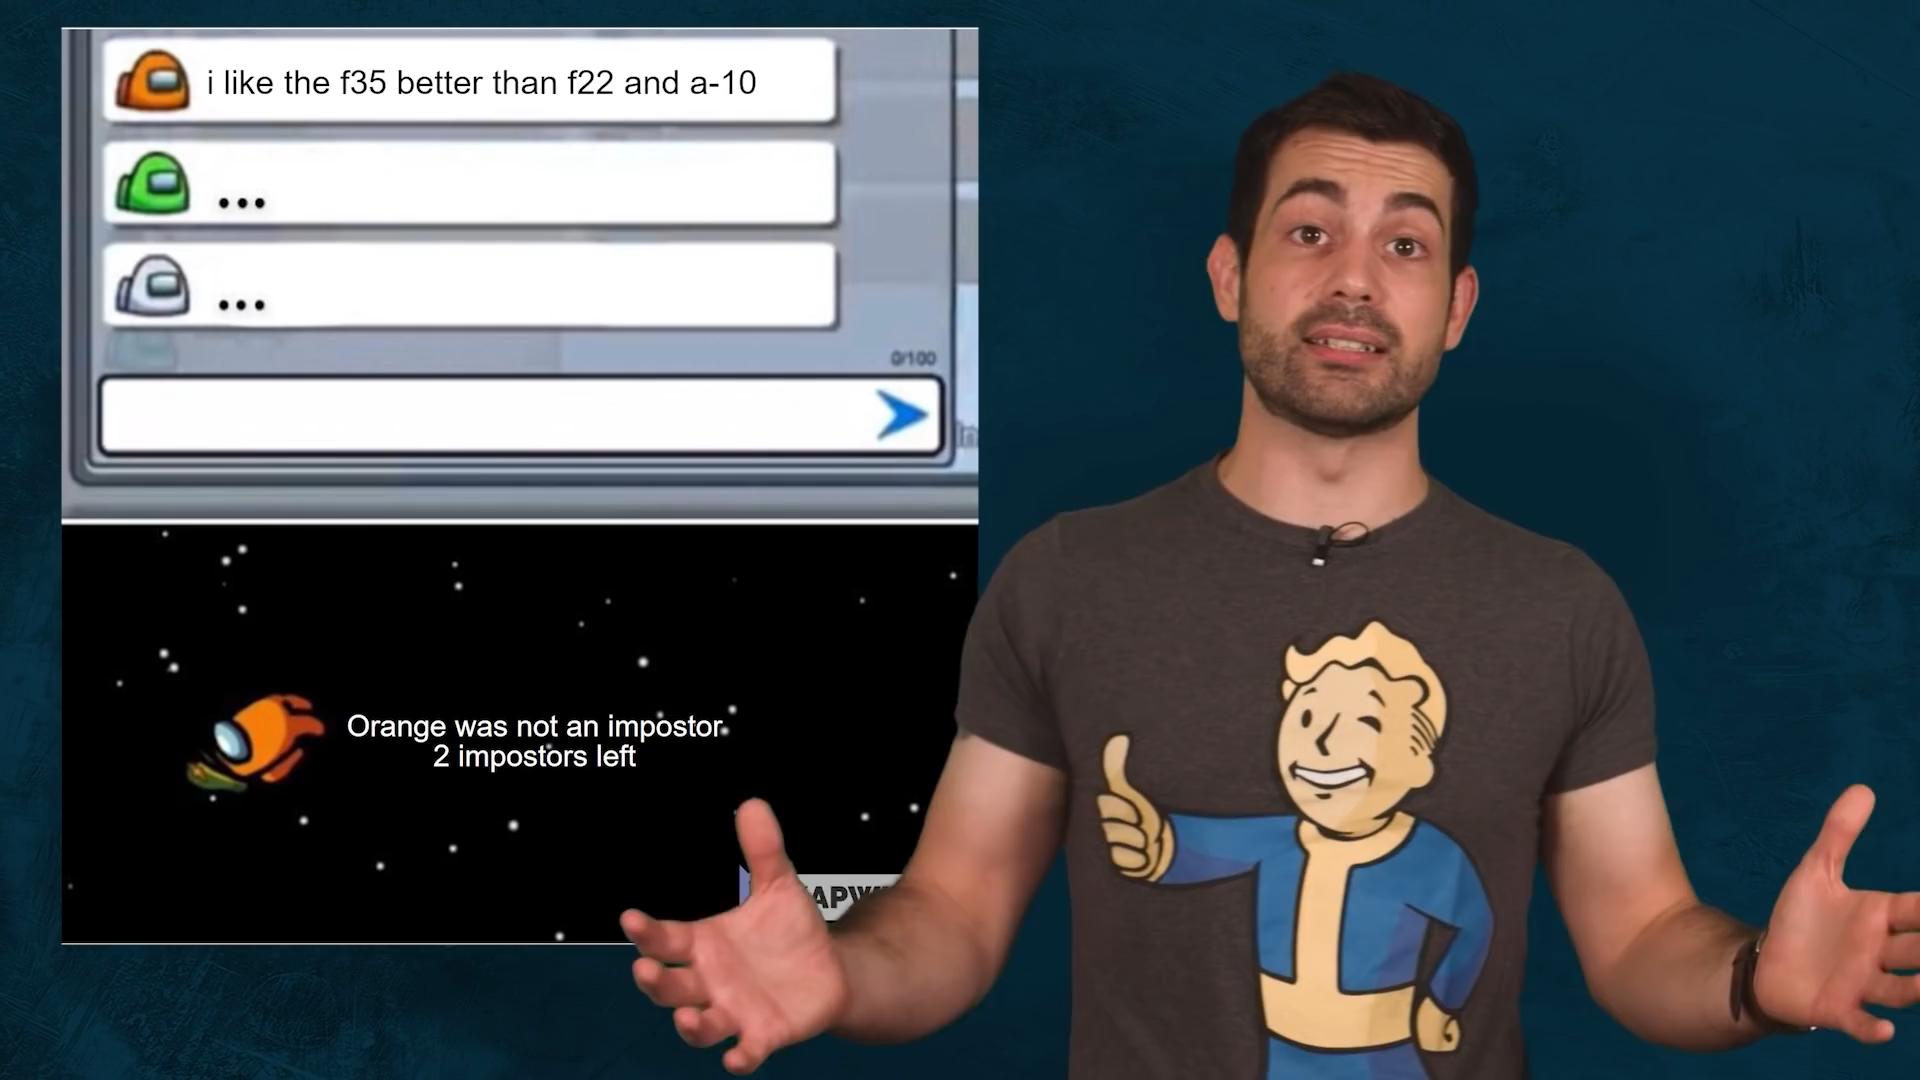 i like the f35 better than f22 and a-10
...
...
0/100
Orange was not an impostor
2 impostors left